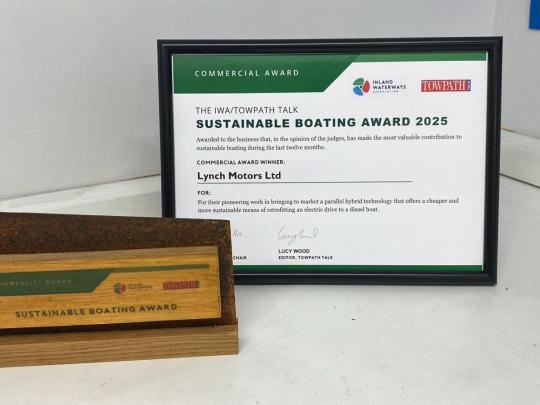 COMMERCIAL AWARD
INLAND
WATERWAYS
ASSOCIATION
TOWPATH
THE IWA/TOWPATH TALK
SUSTAINABLE BOATING AWARD 2025
Awarded to the business that, in the opinion of the judges, has made the most valuable contribution to
sustainable boating during the last twelve months.
COMMERCIAL AWARD WINNER:
Lynch Motors Ltd
FOR:
For their pioneering work in bringing to market a parallel hybrid technology that offers a cheaper and
more sustainable means of retrofitting an electric drive to a diesel boat.
CHAIR
LUCY WOOD
EDITOR, TOWPATH TALK
COMMERCIAL AWARD
INLAND
WATERWAYS
TOWPATH
SUSTAINABLE BOATING AWARD